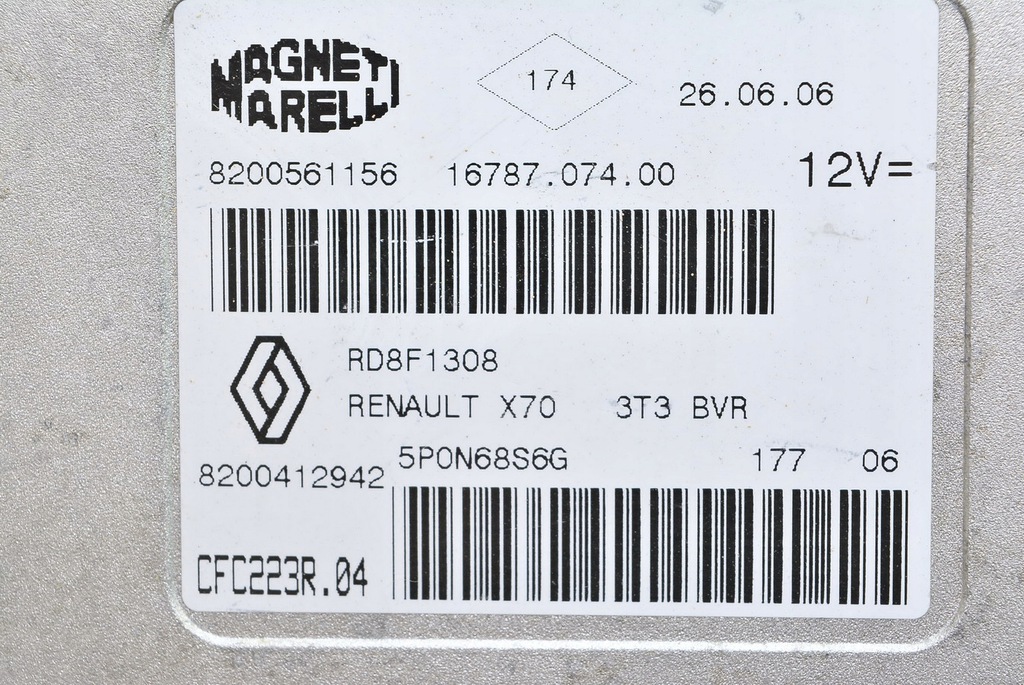 MAGNETI
MARELLI
174
26.06.06
8200561156 16787.074.00 12V=
RD8F1308
RENAULT X70 3T3 BVR
8200412942 5P0N68S6G 177 06
CFC223R.04